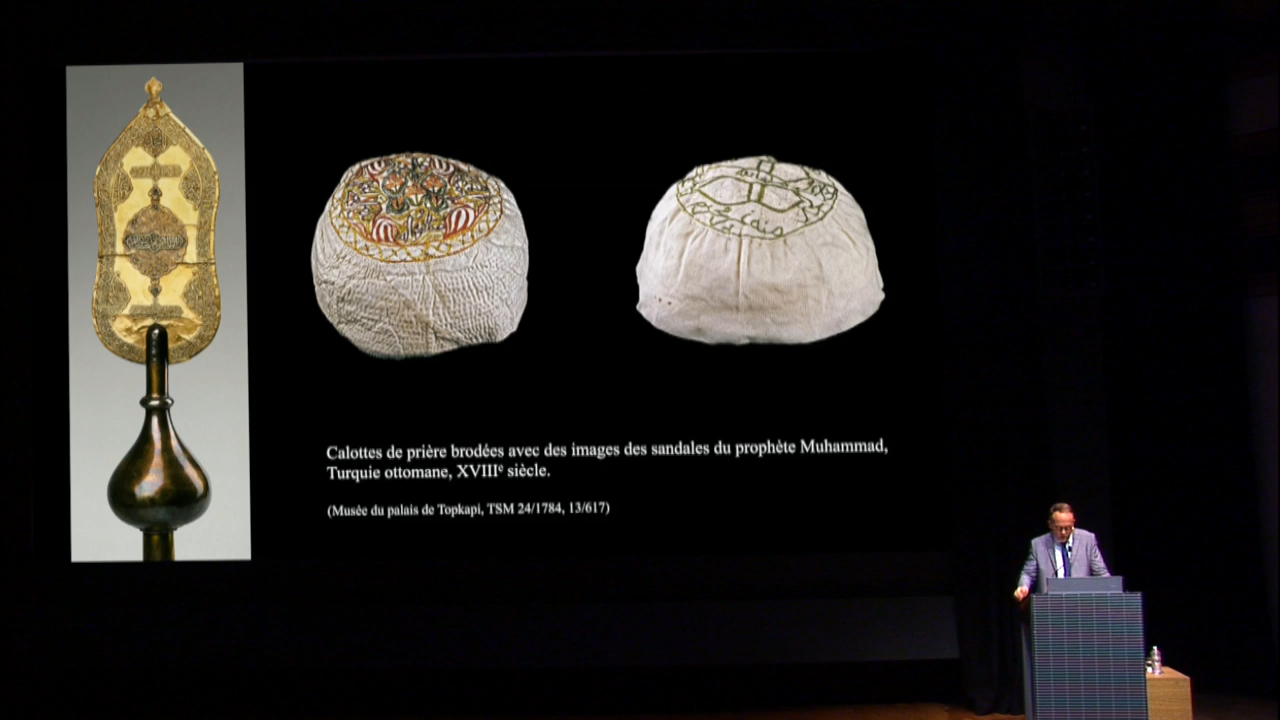 Calottes de prière brodées avec des images des sandales du prophète Muhammad,
Turquie ottomane, XVIIIᵉ siècle.
(Musée du palais de Topkapi, TSM 24/1784, 13/617)